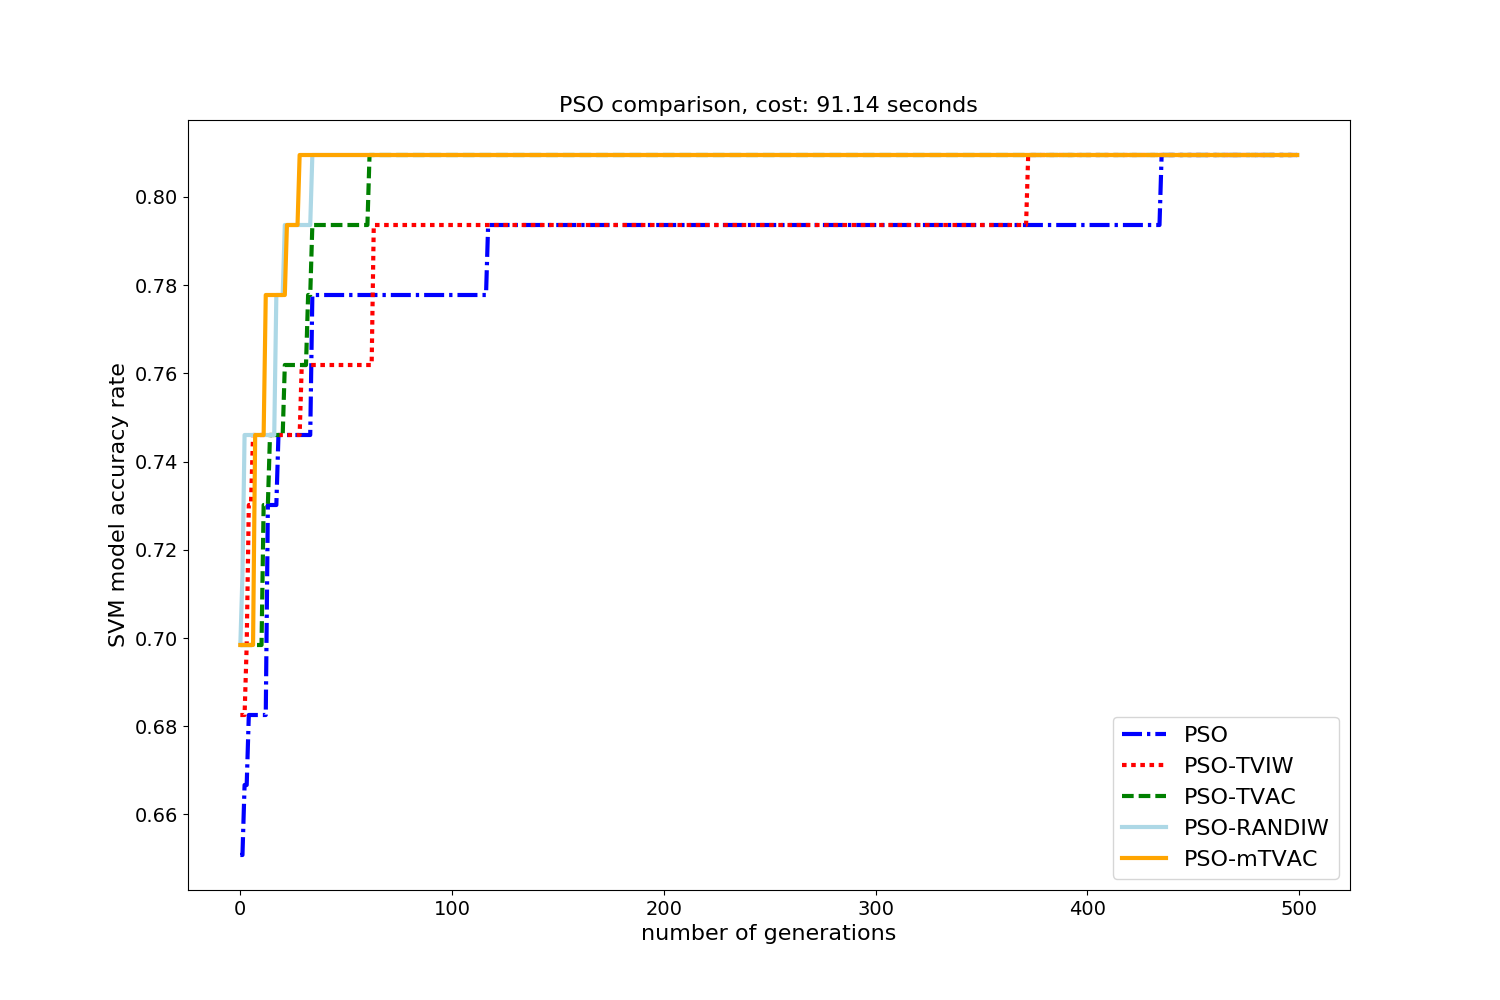 PSO comparison, cost: 91.14 seconds
SVM model accuracy rate
0.80
0.78
0.76
0.74
0.72
0.70
0.68
0.66
0
100
200
300
400
500
number of generations
PSO
PSO-TVIW
PSO-TVAC
PSO-RANDIW
PSO-mTVAC